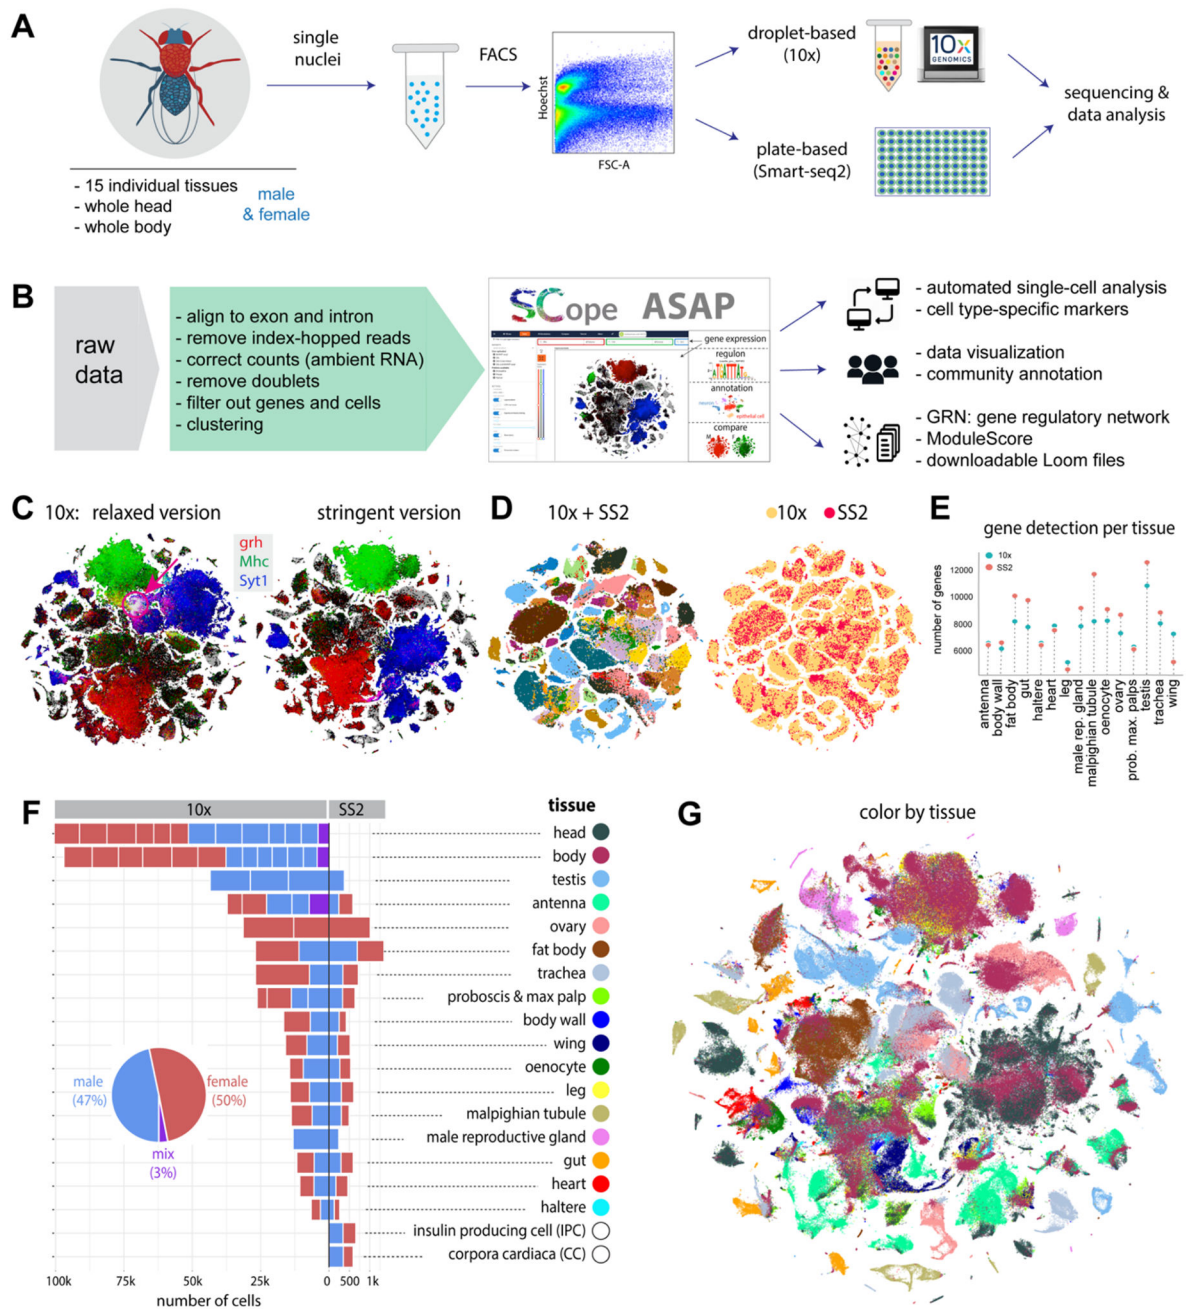 A
single
nuclei
FACS
Hoechst
FSC-A
droplet-based
(10x)
10x
GENOMICS
plate-based
(Smart-seq2)
sequencing &
data analysis
- 15 individual tissues
- whole head
- whole body
male
& female
B
raw
data
- align to exon and intron
- remove index-hopped reads
- correct counts (ambient RNA)
- remove doublets
- filter out genes and cells
- clustering
SCope ASAP
gene expression
regulon
annotation
epithelial cell
compare
- automated single-cell analysis
- cell type-specific markers
- data visualization
- community annotation
- GRN: gene regulatory network
- ModuleScore
- downloadable Loom files
C
10x: relaxed version
stringent version
grh
Mhc
Syt1
D
10x + SS2
10x SS2
E
gene detection per tissue
10x
SS2
number of genes
12000
10000
8000
6000
antenna
body wall
fat body
gut
haltere
heart
leg
male rep. gland
malpighian tubule
oenocyte
ovary
prob. max. palps
testis
trachea
wing
F
10x SS2
tissue
head
body
testis
antenna
ovary
fat body
trachea
proboscis & max palp
body wall
wing
oenocyte
leg
malpighian tubule
male reproductive gland
gut
heart
haltere
insulin producing cell (IPC)
corpora cardiaca (CC)
male
(47%)
female
(50%)
mix
(3%)
100k 75k 50k 25k 0 500 1k
number of cells
G
color by tissue